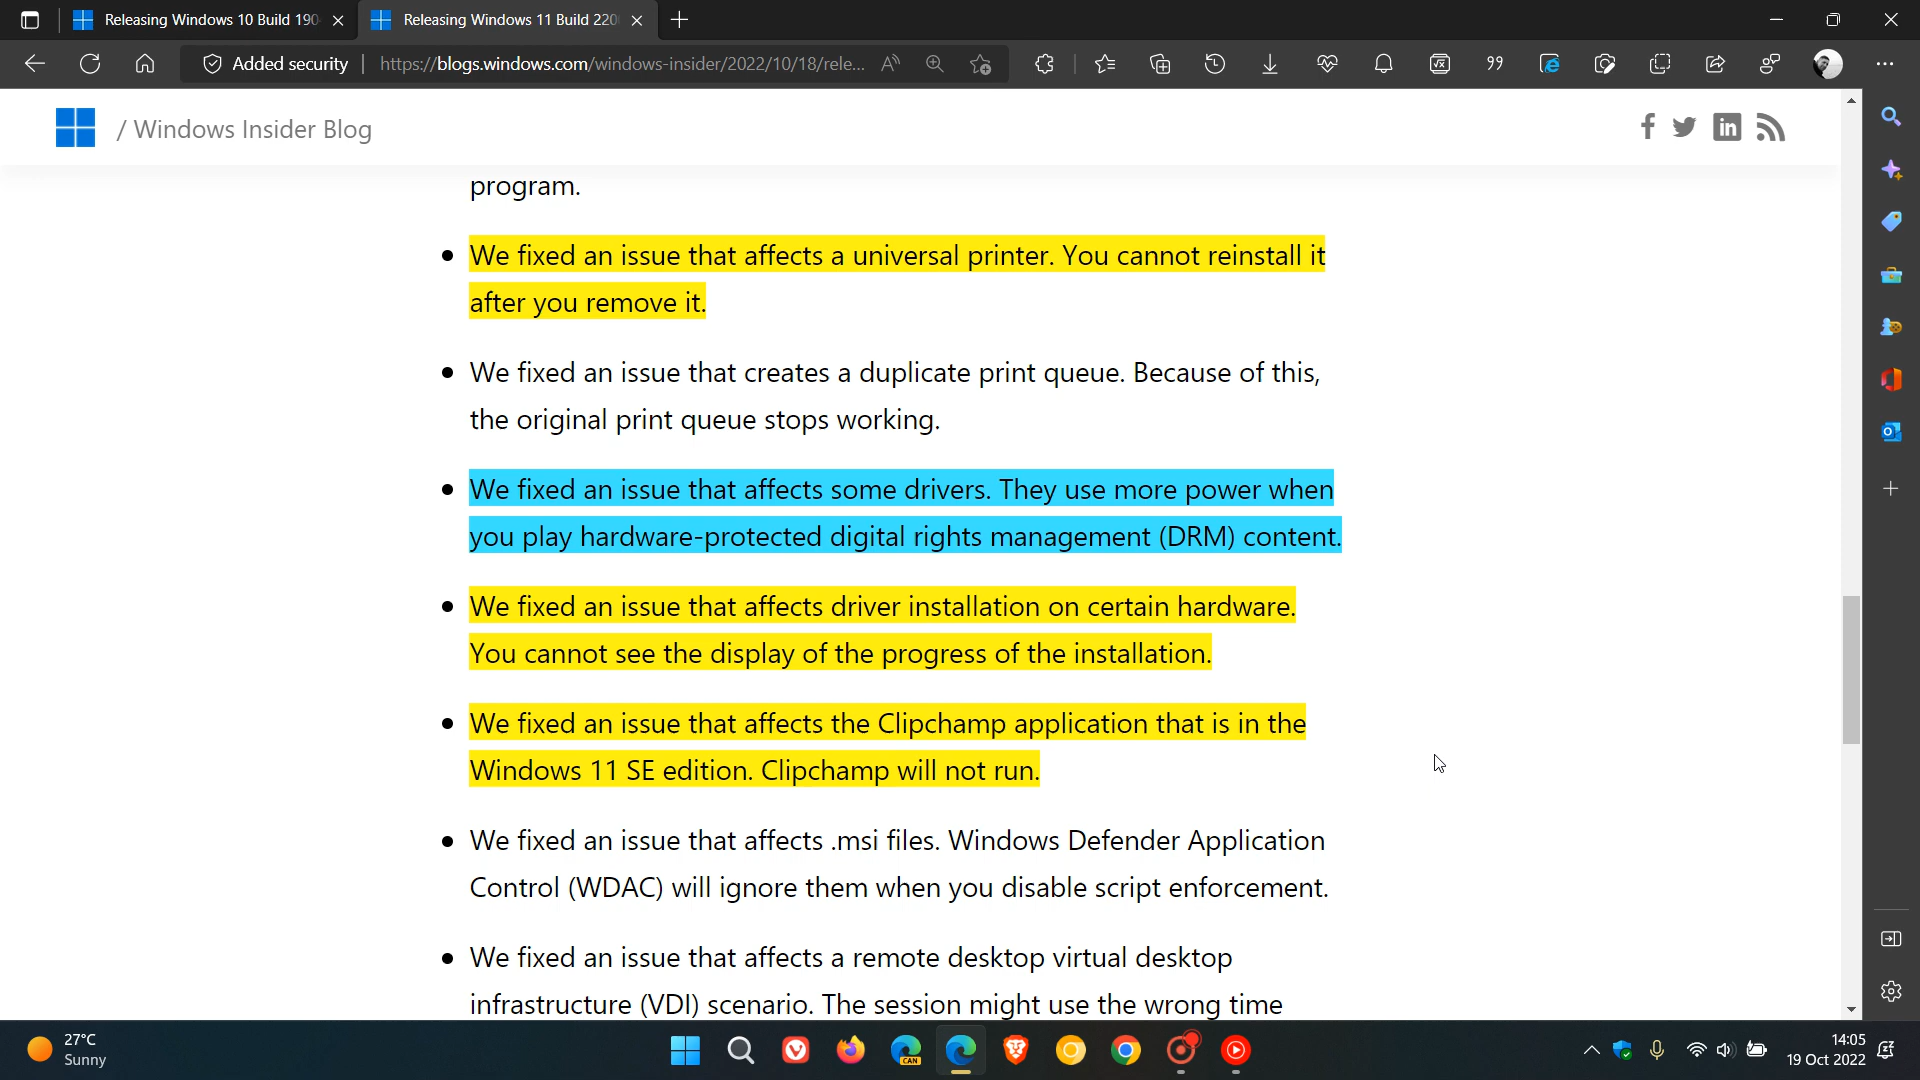 Releasing Windows 10 Build 190
Releasing Windows 11 Build 220
Added security
https://blogs.windows.com/windows-insider/2022/10/18/rele...
/ Windows Insider Blog
program.
• We fixed an issue that affects a universal printer. You cannot reinstall it
after you remove it.
• We fixed an issue that creates a duplicate print queue. Because of this,
the original print queue stops working.
• We fixed an issue that affects some drivers. They use more power when
you play hardware-protected digital rights management (DRM) content.
• We fixed an issue that affects driver installation on certain hardware.
You cannot see the display of the progress of the installation.
• We fixed an issue that affects the Clipchamp application that is in the
Windows 11 SE edition. Clipchamp will not run.
• We fixed an issue that affects .msi files. Windows Defender Application
Control (WDAC) will ignore them when you disable script enforcement.
• We fixed an issue that affects a remote desktop virtual desktop
infrastructure (VDI) scenario. The session might use the wrong time
27°C
Sunny
CAN
14:05
19 Oct 2022